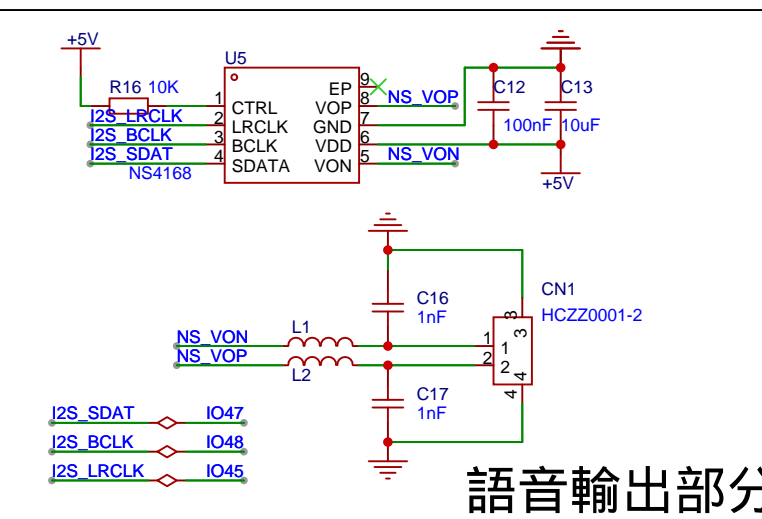 +5V
U5
R16 10K
1 CTRL
2 LRCLK
3 BCLK
4 SDATA
EP 9
VOP 8
GND 7
VDD 6
VON 5
I2S_LRCLK
I2S_BCLK
I2S_SDAT
NS4168
NS_VOP
NS_VON
C12
100nF
C13
10uF
+5V
C16
1nF
CN1
HCZZ0001-2
NS_VON
NS_VOP
L1
L2
1 1
2 2
3 3
4 4
C17
1nF
I2S_SDAT IO47
I2S_BCLK IO48
I2S_LRCLK IO45
語音輸出部分